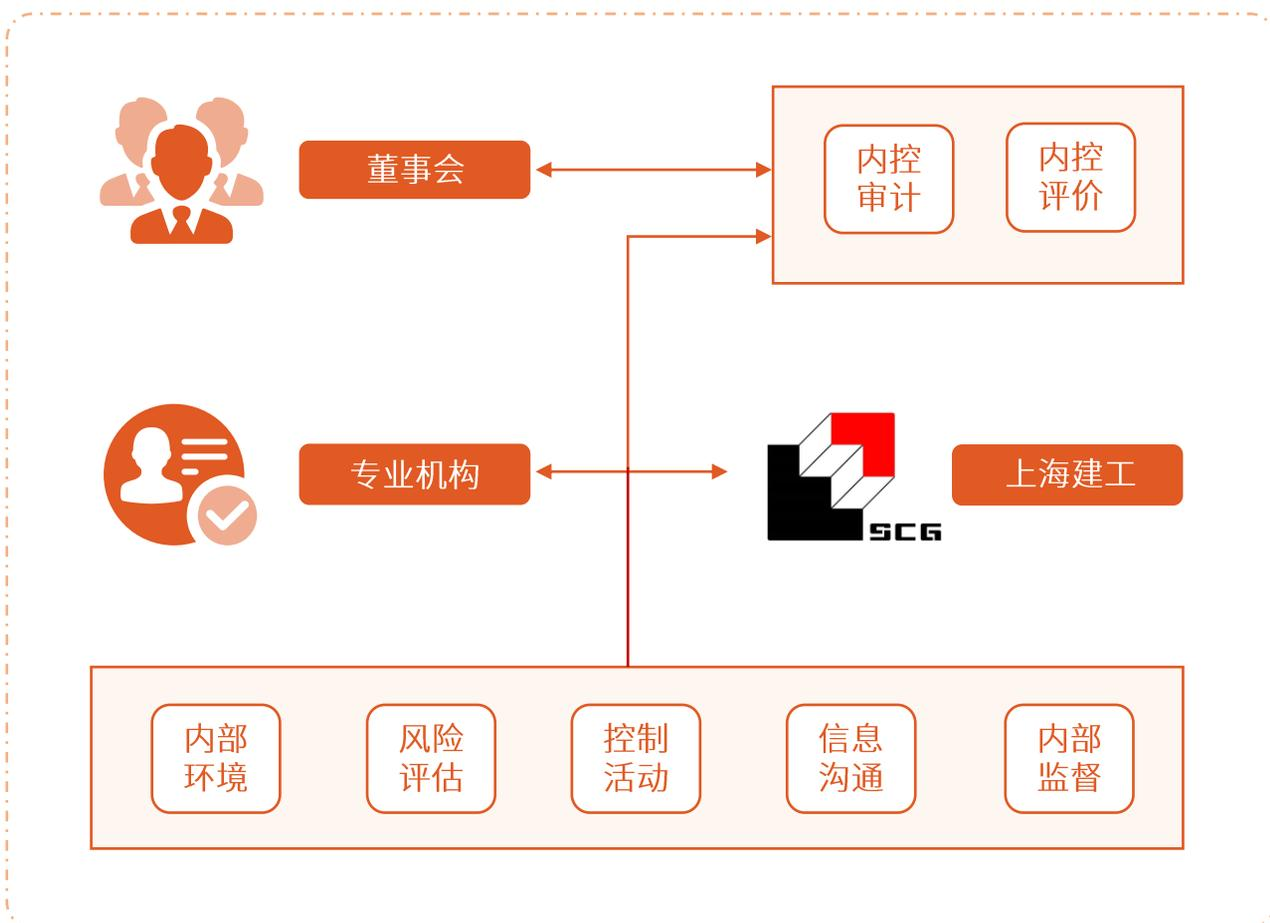 董事会
内控
审计
内控
评价
专业机构
SCG
上海建工
内部
环境
风险
评估
控制
活动
信息
沟通
内部
监督